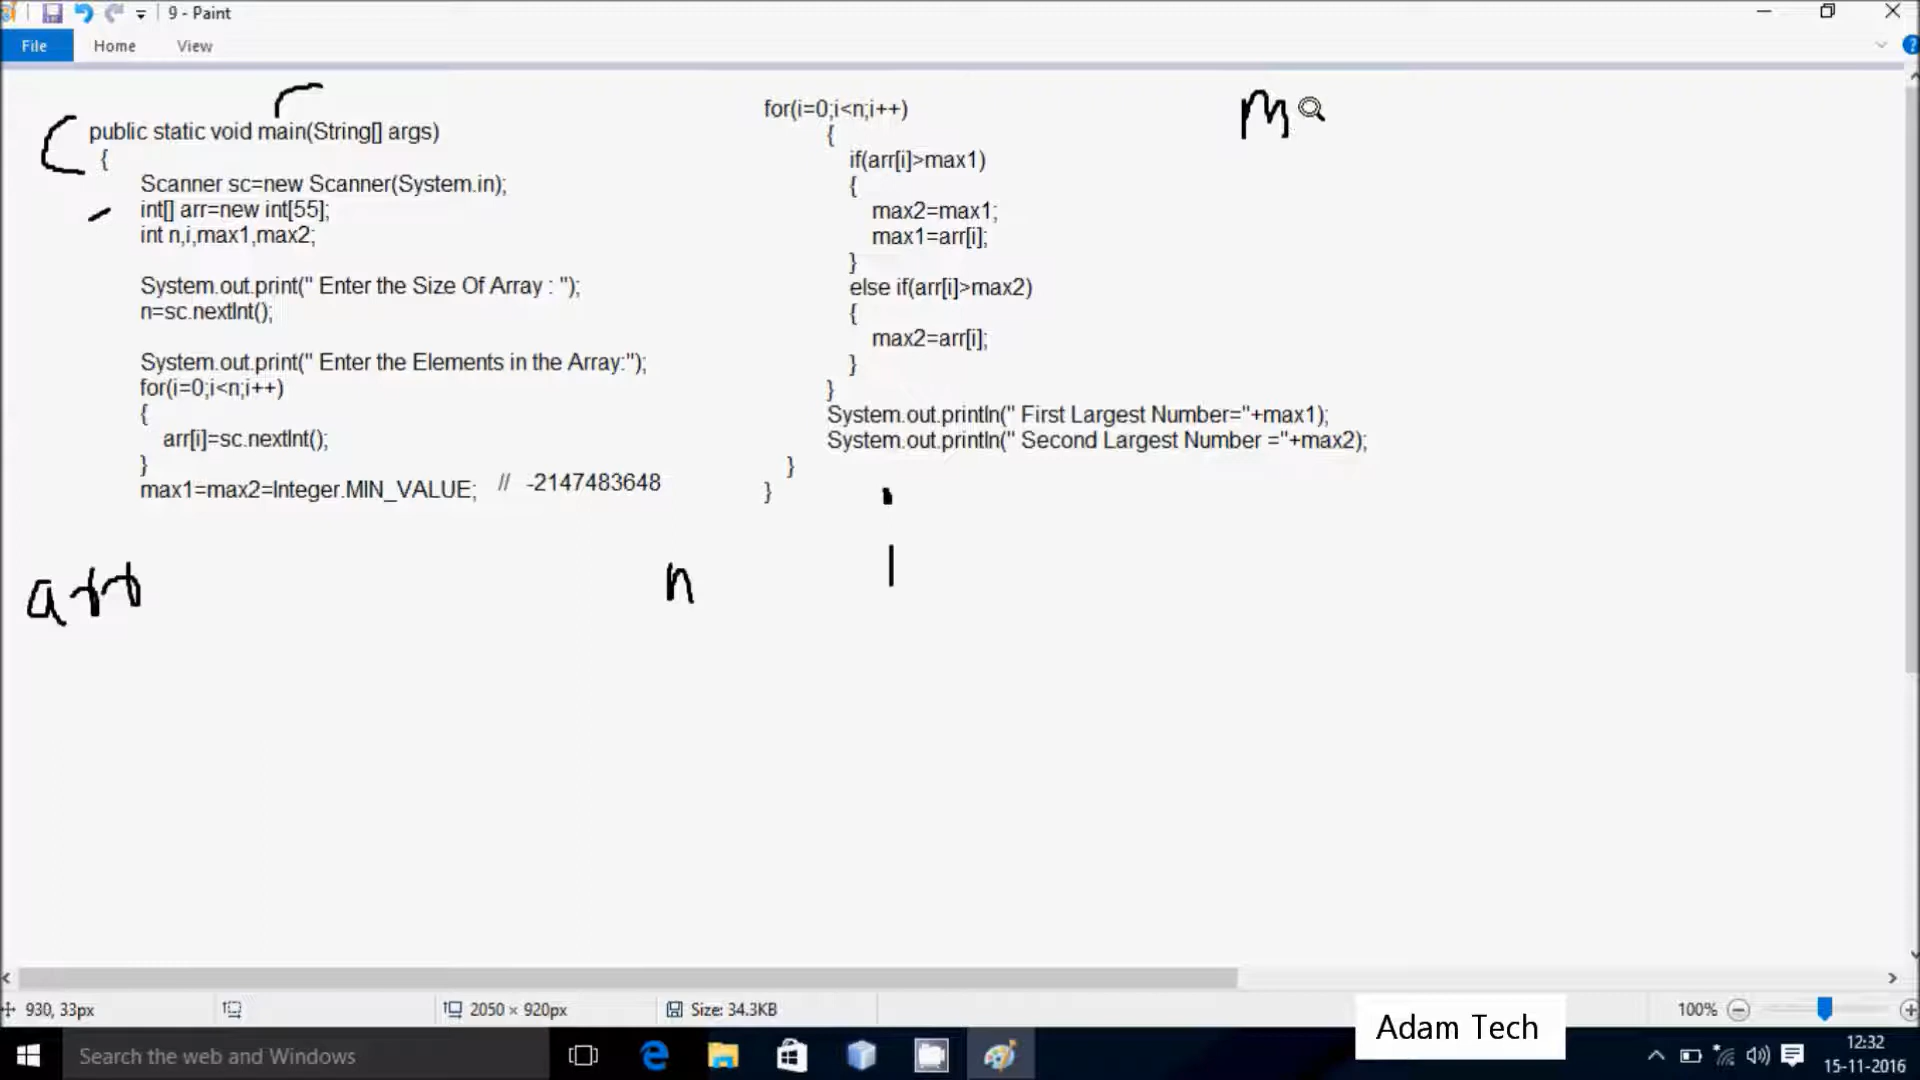 9 - Paint
File Home View
public static void main(String[] args)
{
Scanner sc=new Scanner(System.in);
int[] arr=new int[55];
int n,i,max1,max2;
System.out.print(" Enter the Size Of Array : ");
n=sc.nextInt();
System.out.print(" Enter the Elements in the Array:");
for(i=0;i<n;i++)
{
arr[i]=sc.nextInt();
}
max1=max2=Integer.MIN_VALUE; // -2147483648
for(i=0;i<n;i++)
{
if(arr[i]>max1)
{
max2=max1;
max1=arr[i];
}
else if(arr[i]>max2)
{
max2=arr[i];
}
}
System.out.println(" First Largest Number="+max1);
System.out.println(" Second Largest Number ="+max2);
}
}
m
arr
n
i
930, 33px
2050 × 920px
Size: 34.3KB
100%
Adam Tech
Search the web and Windows
12:32
15-11-2016